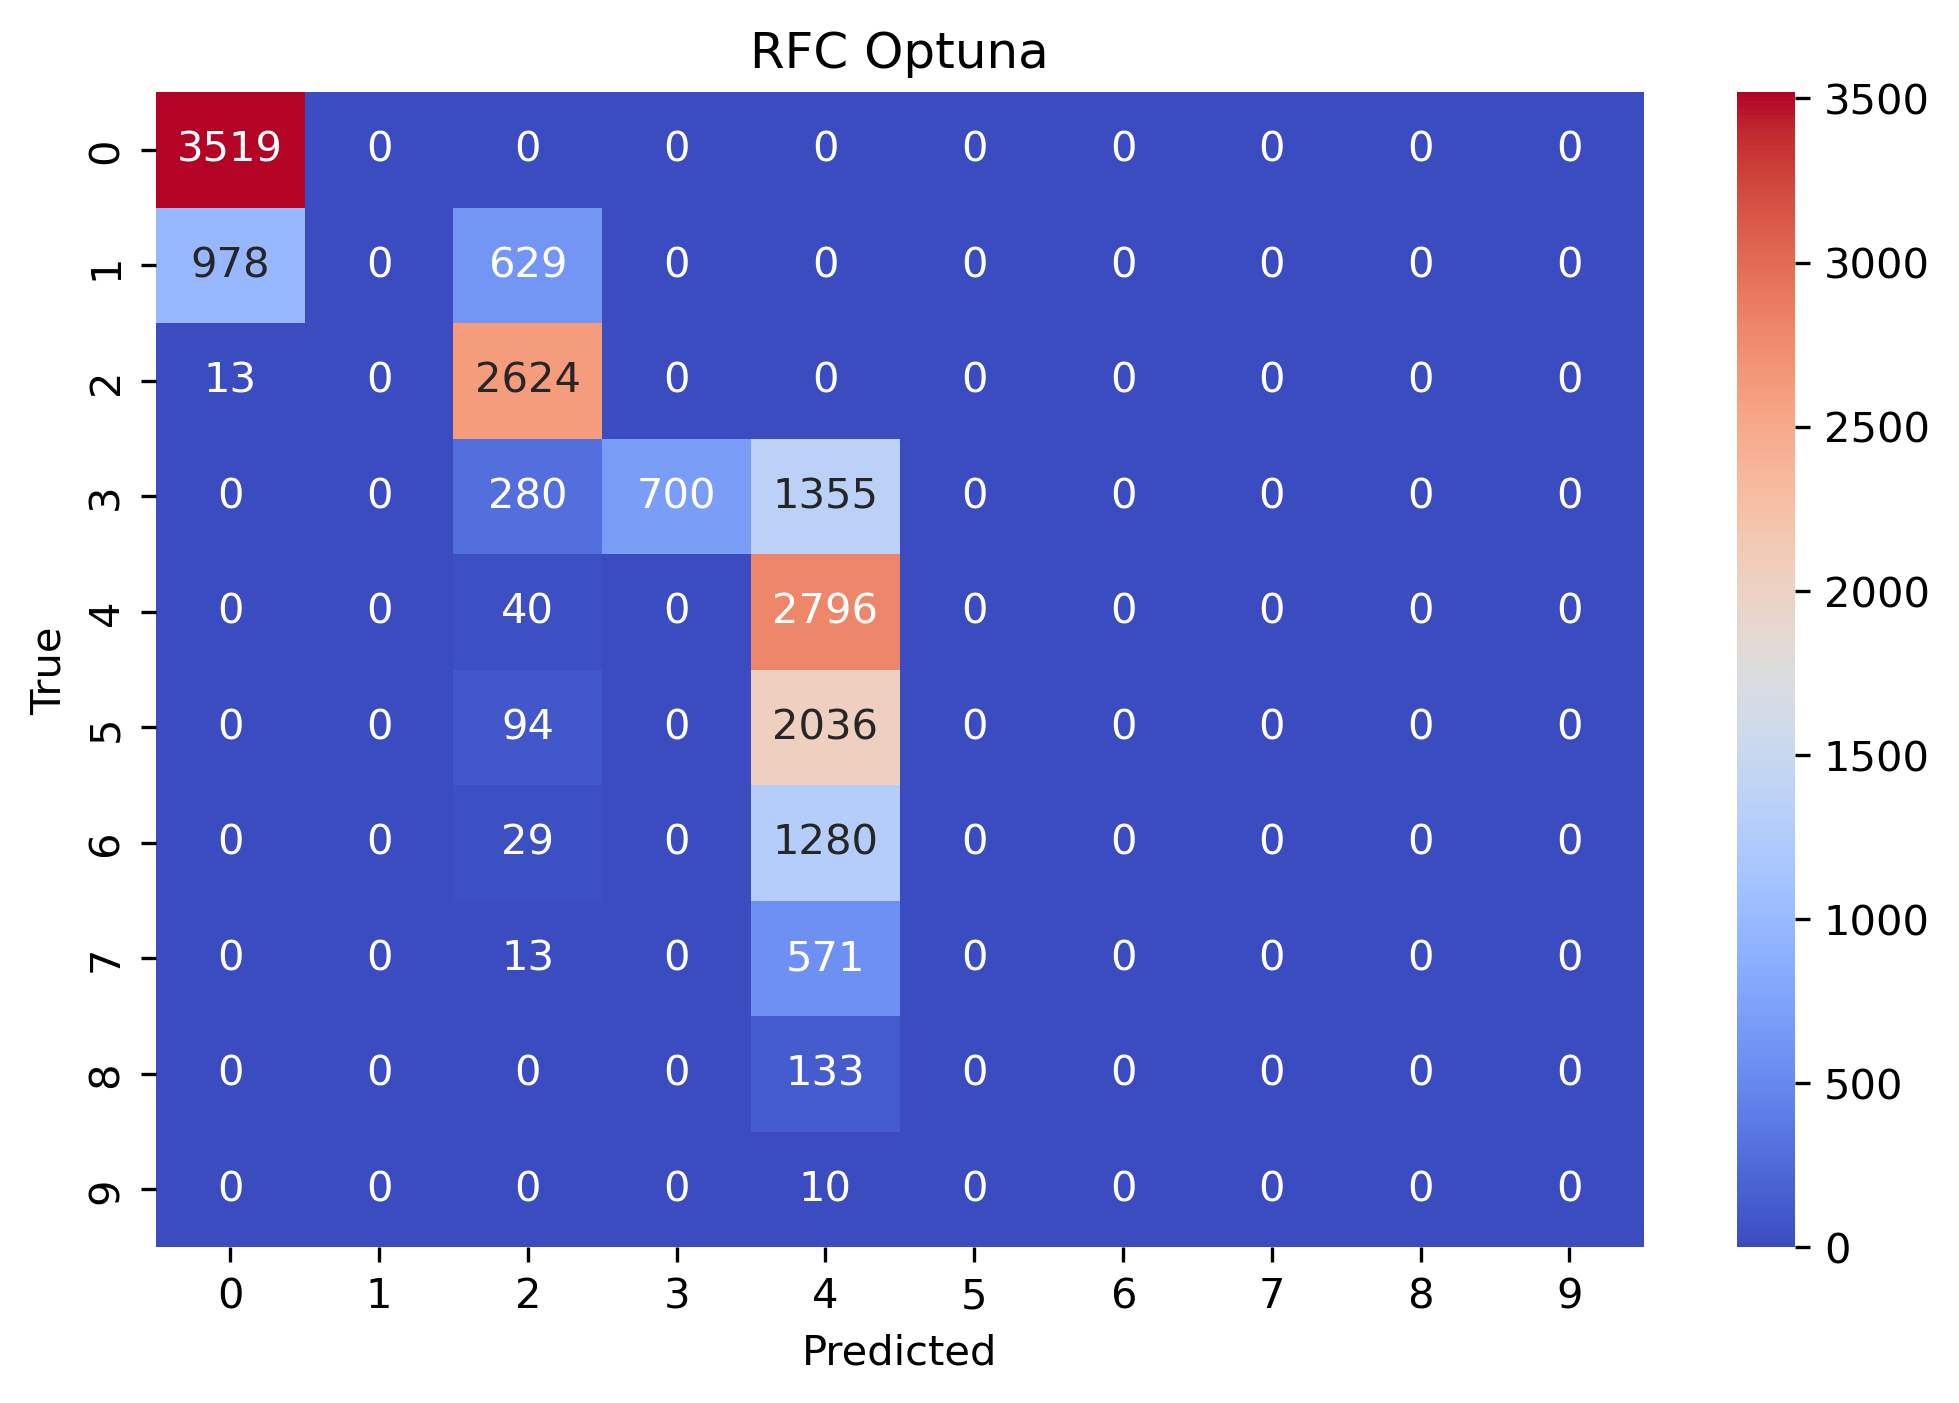 RFC Optuna
3519 0 0 0 0 0 0 0 0 0
978 0 629 0 0 0 0 0 0 0
13 0 2624 0 0 0 0 0 0 0
0 0 280 700 1355 0 0 0 0 0
0 0 40 0 2796 0 0 0 0 0
0 0 94 0 2036 0 0 0 0 0
0 0 29 0 1280 0 0 0 0 0
0 0 13 0 571 0 0 0 0 0
0 0 0 0 133 0 0 0 0 0
0 0 0 0 10 0 0 0 0 0
0
1
2
3
4
5
6
7
8
9
True
0 1 2 3 4 5 6 7 8 9
Predicted
3500
3000
2500
2000
1500
1000
500
0